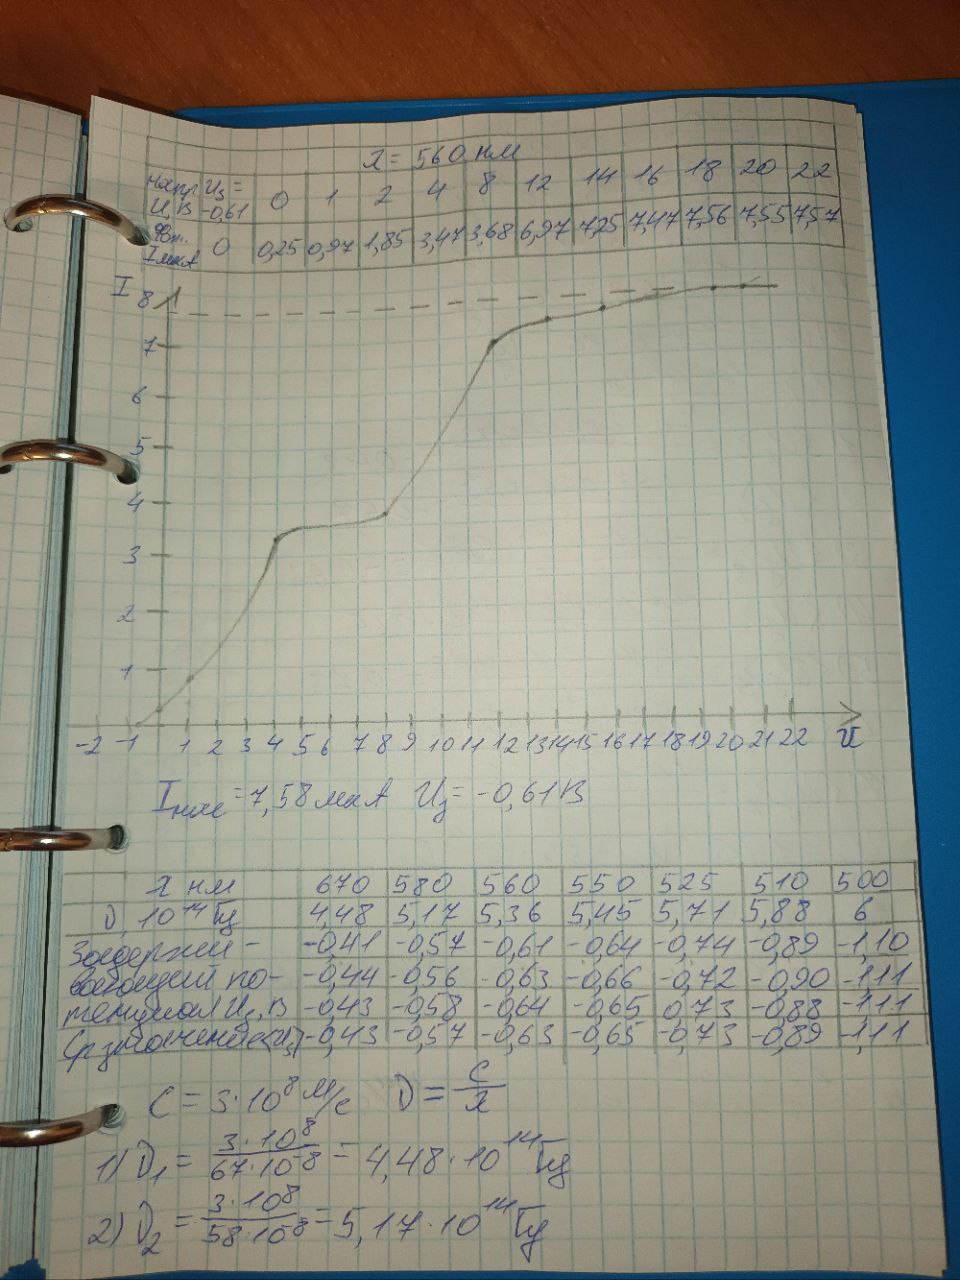 λ = 560 нм
напр U₃ = 0 1 2 4 8 12 14 16 18 20 22
U, В -0,61
Фт. 0 0,25 0,97 1,85 3,47 3,68 6,97 7,25 7,47 7,56 7,55 7,57
I мкА
I 8
7
6
5
4
3
2
1
-2 -1 1 2 3 4 5 6 7 8 9 10 11 12 13 14 15 16 17 18 19 20 21 22 U
Iнас = 7,58 мкА U₃ = -0,61 В
λ нм 670 580 560 550 525 510 500
ν, 10¹⁴ Гц 4,48 5,17 5,36 5,45 5,71 5,88 6
Задержи- -0,41 -0,57 -0,61 -0,64 -0,74 -0,89 -1,10
вающий по- -0,44 -0,56 -0,63 -0,66 -0,72 -0,90 -1,11
тенциал U₃, В -0,43 -0,58 -0,64 -0,65 -0,73 -0,88 -1,11
Ср значение(U₃) -0,43 -0,57 -0,63 -0,65 -0,73 -0,89 -1,11
C = 3·10⁸ м/с ν = C/λ
1) ν₁ = 3·10⁸/67·10⁻⁸ = 4,48·10¹⁴ Гц
2) ν₂ = 3·10⁸/58·10⁻⁸ = 5,17·10¹⁴ Гц